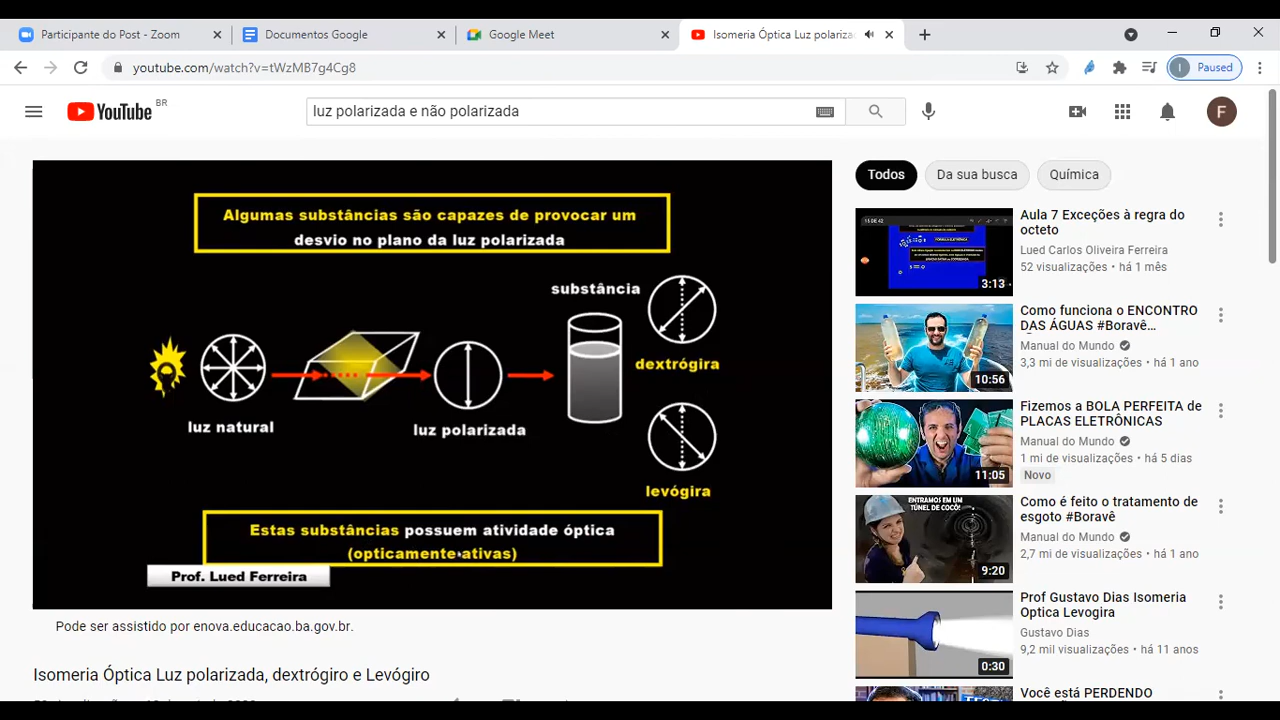 Participante do Post - Zoom
Documentos Google
Google Meet
Isomeria Óptica Luz polariza
youtube.com/watch?v=tWzMB7g4Cg8
I
Paused
YouTube
BR
luz polarizada e não polarizada
F
Algumas substâncias são capazes de provocar um
desvio no plano da luz polarizada
substância
dextrógira
luz natural
luz polarizada
levógira
Estas substâncias possuem atividade óptica
(opticamente ativas)
Prof. Lued Ferreira
Pode ser assistido por enova.educacao.ba.gov.br.
Isomeria Óptica Luz polarizada, dextrógiro e Levógiro
Todos
Da sua busca
Química
3:13
Aula 7 Exceções à regra do
octeto
Lued Carlos Oliveira Ferreira
52 visualizações • há 1 mês
10:56
Como funciona o ENCONTRO
DAS ÁGUAS #Boravê…
Manual do Mundo
3,3 mi de visualizações • há 1 ano
11:05
Fizemos a BOLA PERFEITA de
PLACAS ELETRÔNICAS
Manual do Mundo
1 mi de visualizações • há 5 dias
Novo
ENTRAMOS EM UM
TÚNEL DE COCÔ!
9:20
Como é feito o tratamento de
esgoto #Boravê
Manual do Mundo
2,7 mi de visualizações • há 1 ano
0:30
Prof Gustavo Dias Isomeria
Optica Levogira
Gustavo Dias
9,2 mil visualizações • há 11 anos
Você está PERDENDO